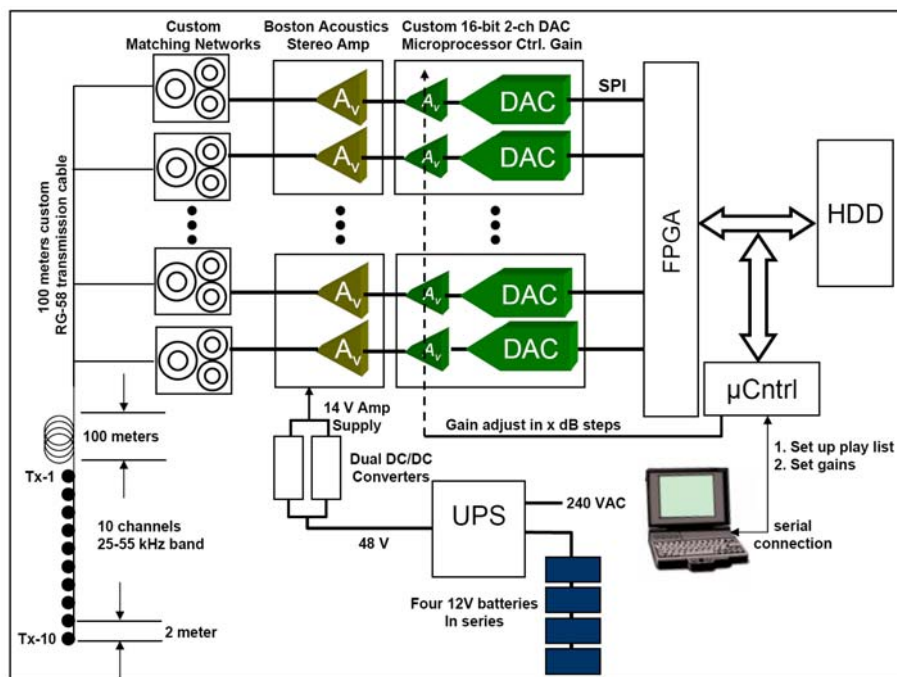 Custom
Matching Networks
Boston Acoustics
Stereo Amp
Custom 16-bit 2-ch DAC
Microprocessor Ctrl. Gain
Av
Av
DAC
SPI
Av
Av
DAC
Av
Av
DAC
Av
Av
DAC
FPGA
HDD
100 meters custom
RG-58 transmission cable
µCntrl
14 V Amp
Supply
Gain adjust in x dB steps
1. Set up play list
2. Set gains
100 meters
Dual DC/DC
Converters
Tx-1
UPS
240 VAC
10 channels
25-55 kHz band
48 V
serial
connection
Four 12V batteries
In series
Tx-10
2 meter